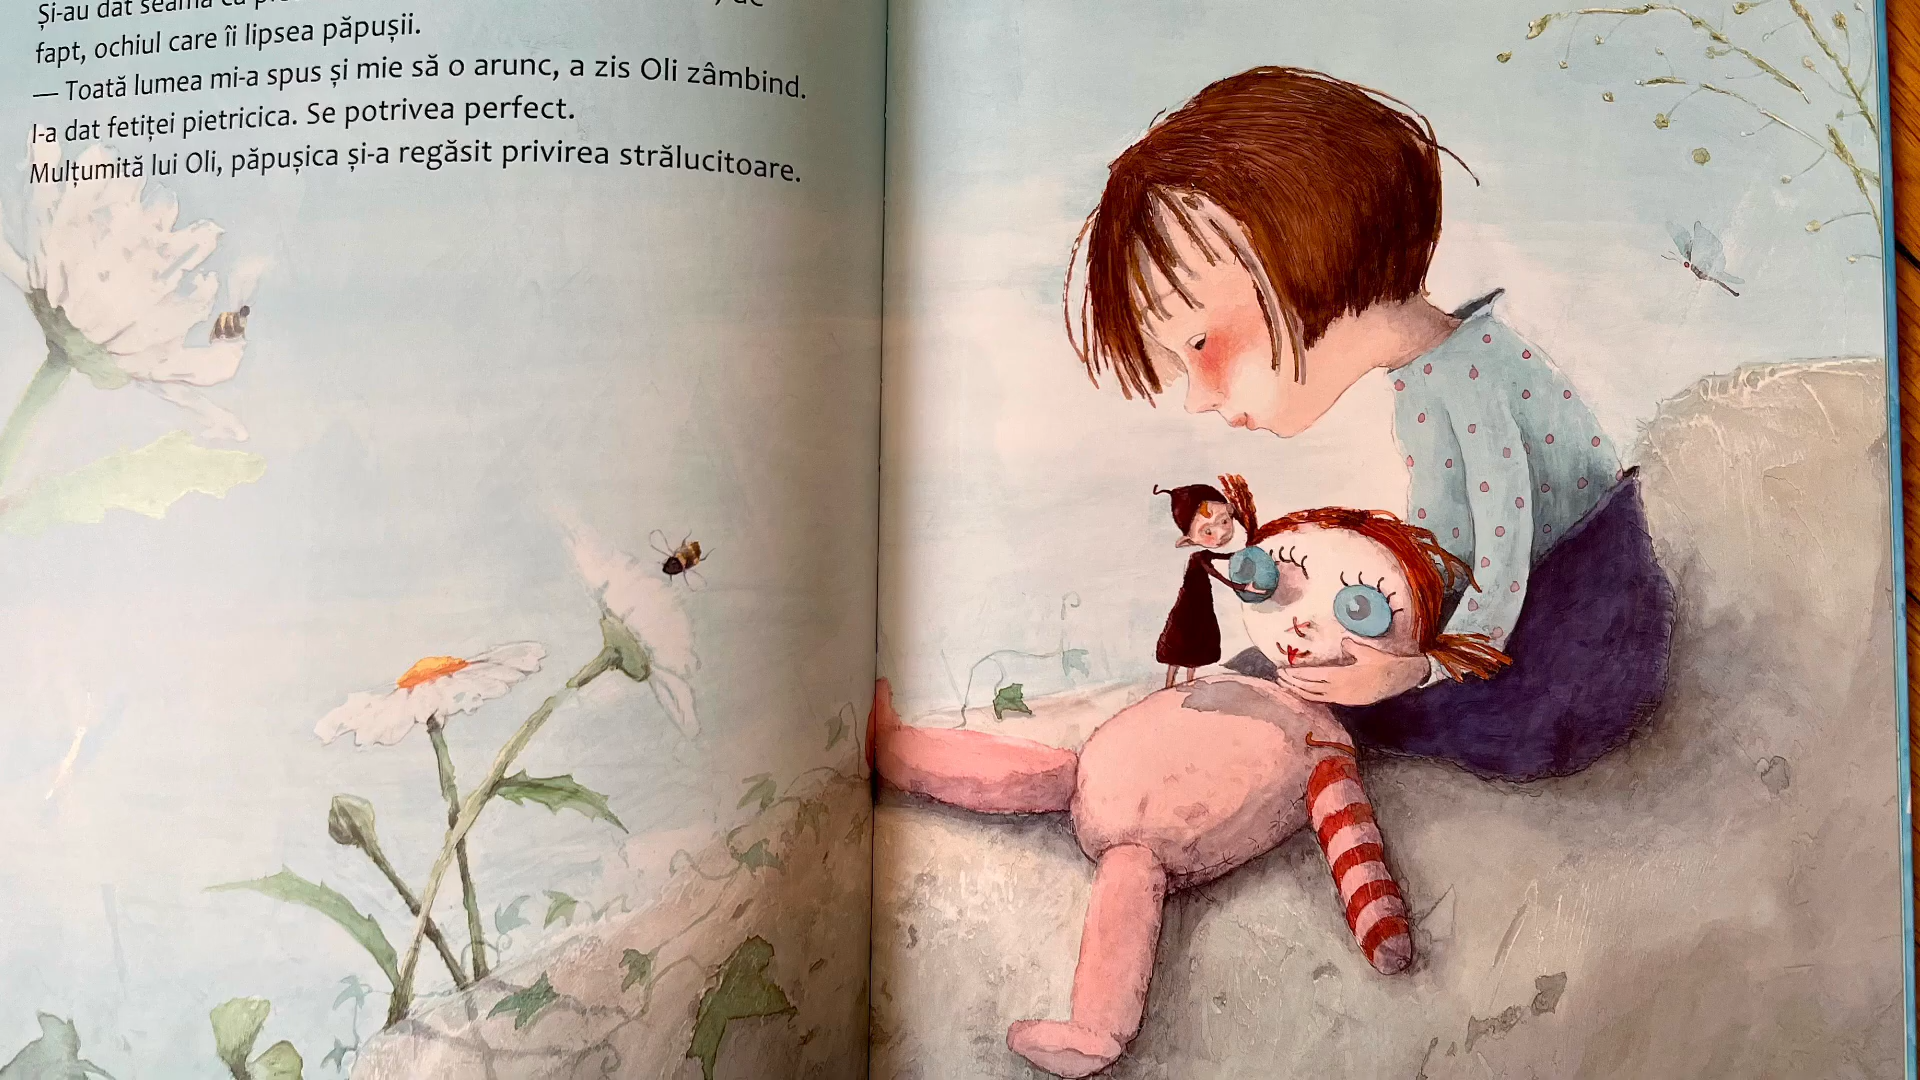 Și-au dat seama că
fapt, ochiul care îi lipsea păpușii.
— Toată lumea mi-a spus și mie să o arunc, a zis Oli zâmbind.
I-a dat fetiței pietricica. Se potrivea perfect.
Mulțumită lui Oli, păpușica și-a regăsit privirea strălucitoare.